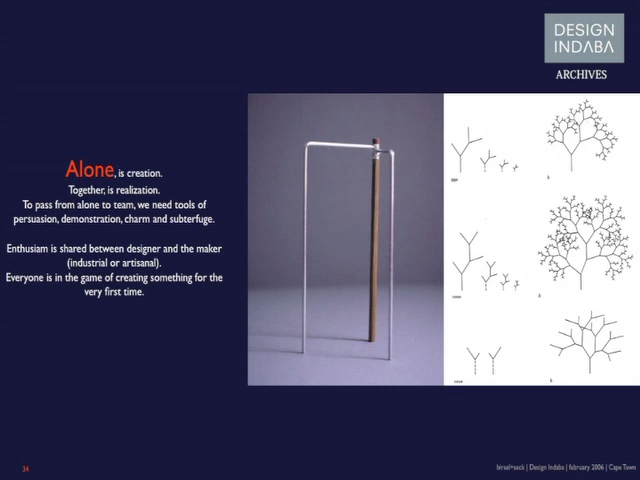 DESIGN
INDABA
ARCHIVES
Alone, is creation.
Together, is realization.
To pass from alone to team, we need tools of
persuasion, demonstration, charm and subterfuge.
Enthusiam is shared between designer and the maker
(industrial or artisanal).
Everyone is in the game of creating something for the
very first time.
34
birsel+seck | Design Indaba | february 2006 | Cape Town